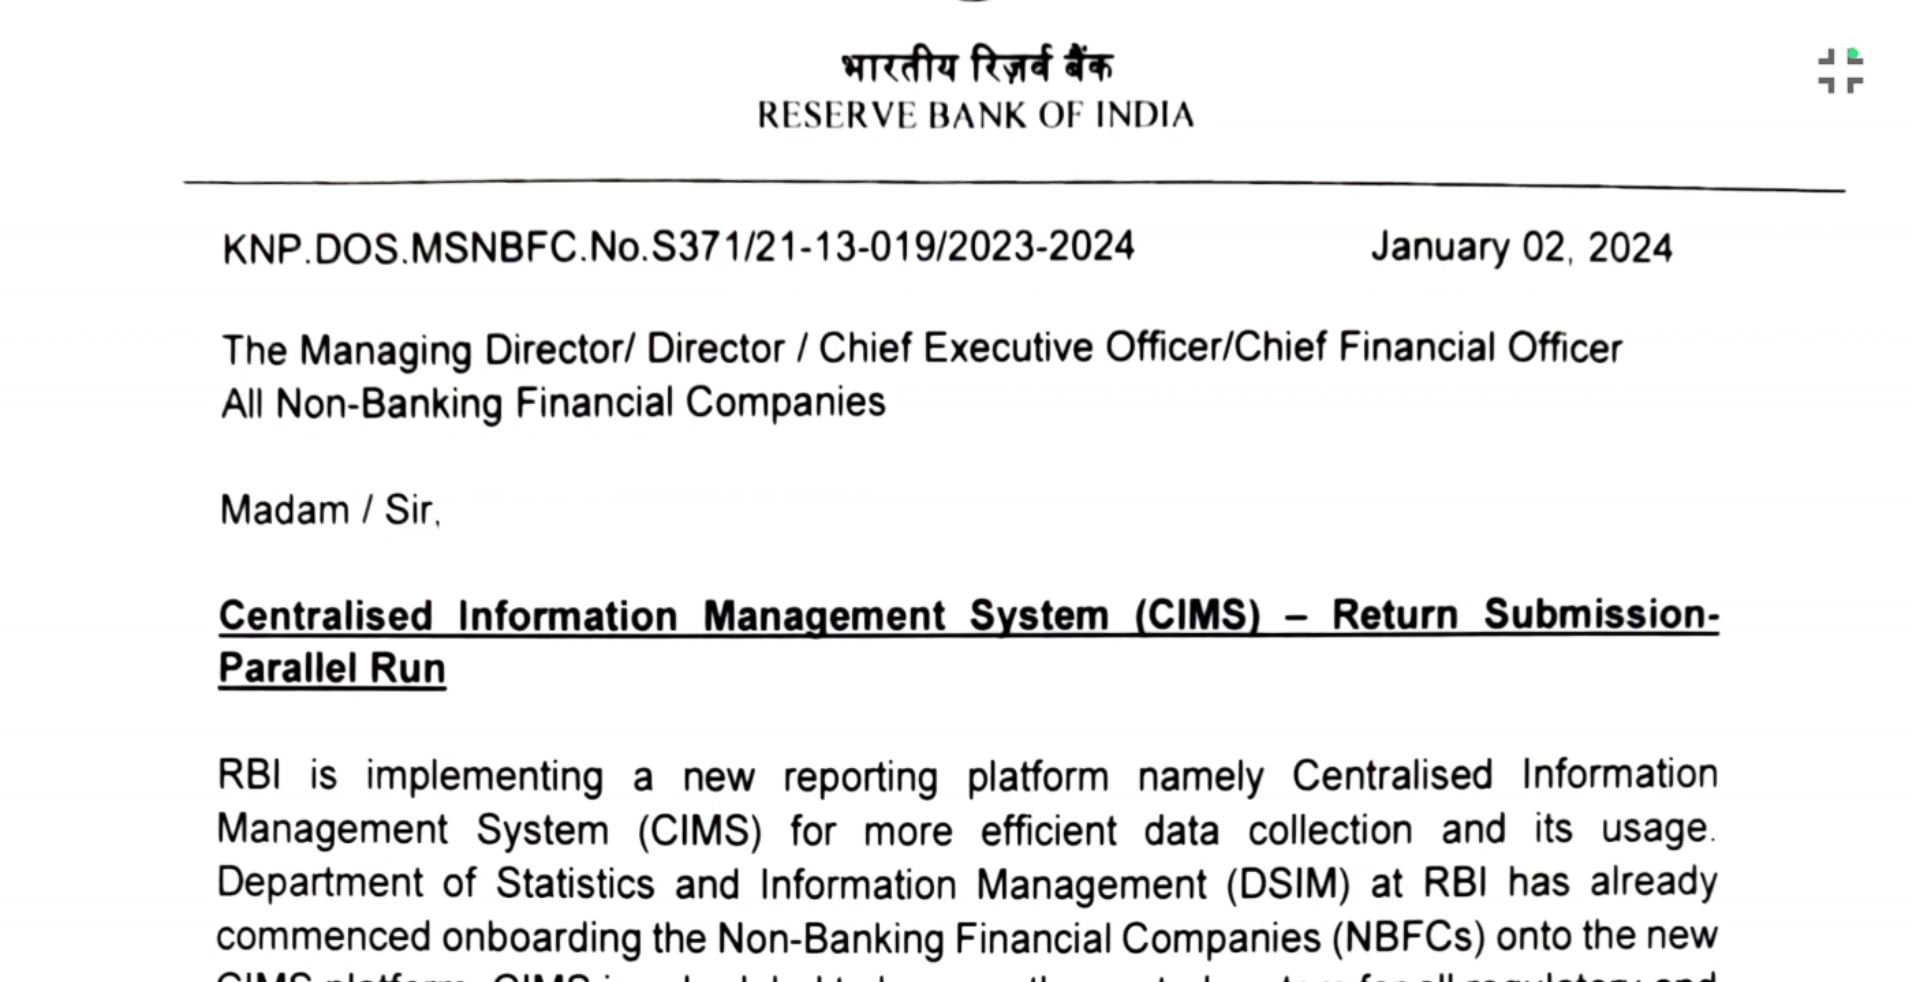 भारतीय रिज़र्व बैंक
RESERVE BANK OF INDIA
KNP.DOS.MSNBFC.No.S371/21-13-019/2023-2024 January 02, 2024
The Managing Director/ Director / Chief Executive Officer/Chief Financial Officer
All Non-Banking Financial Companies
Madam / Sir,
Centralised Information Management System (CIMS) – Return Submission-
Parallel Run
RBI is implementing a new reporting platform namely Centralised Information
Management System (CIMS) for more efficient data collection and its usage.
Department of Statistics and Information Management (DSIM) at RBI has already
commenced onboarding the Non-Banking Financial Companies (NBFCs) onto the new